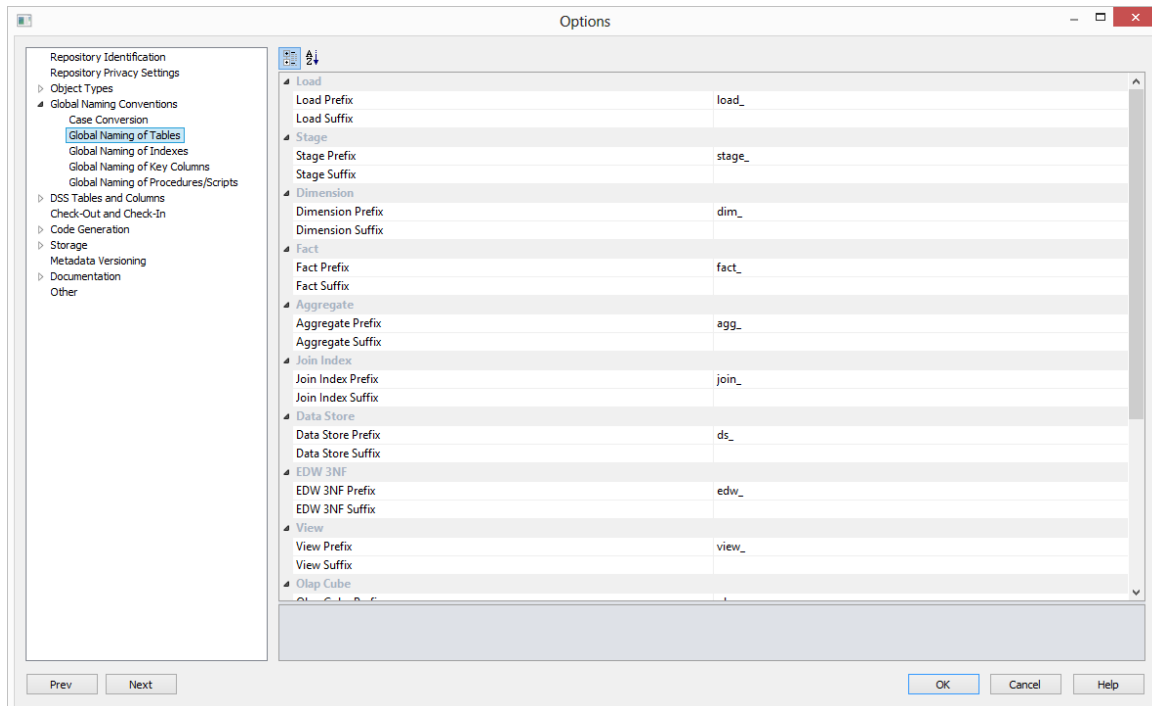 Options
Repository Identification
Repository Privacy Settings
Object Types
Global Naming Conventions
Case Conversion
Global Naming of Tables
Global Naming of Indexes
Global Naming of Key Columns
Global Naming of Procedures/Scripts
DSS Tables and Columns
Check-Out and Check-In
Code Generation
Storage
Metadata Versioning
Documentation
Other
Load
Load Prefix load_
Load Suffix
Stage
Stage Prefix stage_
Stage Suffix
Dimension
Dimension Prefix dim_
Dimension Suffix
Fact
Fact Prefix fact_
Fact Suffix
Aggregate
Aggregate Prefix agg_
Aggregate Suffix
Join Index
Join Index Prefix join_
Join Index Suffix
Data Store
Data Store Prefix ds_
Data Store Suffix
EDW 3NF
EDW 3NF Prefix edw_
EDW 3NF Suffix
View
View Prefix view_
View Suffix
Olap Cube
Prev Next OK Cancel Help